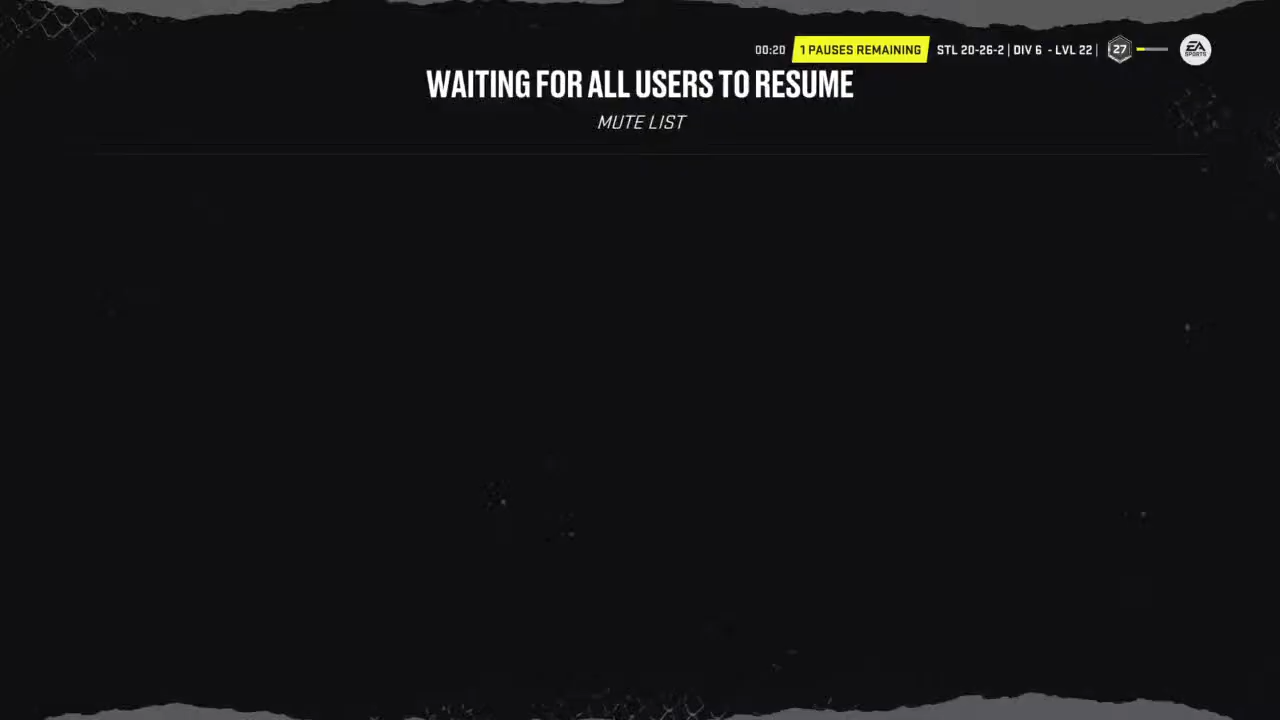 00:20 1 PAUSES REMAINING STL 20-26-2 | DIV 6 - LVL 22 | 27 EA SPORTS
WAITING FOR ALL USERS TO RESUME
MUTE LIST